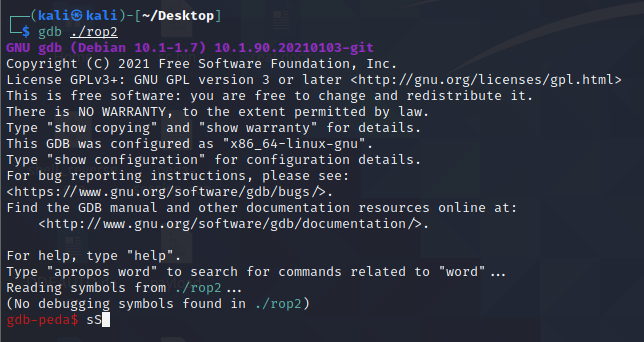 ┌──(kali㉿kali)-[~/Desktop]
└─$ gdb ./rop2
GNU gdb (Debian 10.1-1.7) 10.1.90.20210103-git
Copyright (C) 2021 Free Software Foundation, Inc.
License GPLv3+: GNU GPL version 3 or later <http://gnu.org/licenses/gpl.html>
This is free software: you are free to change and redistribute it.
There is NO WARRANTY, to the extent permitted by law.
Type "show copying" and "show warranty" for details.
This GDB was configured as "x86_64-linux-gnu".
Type "show configuration" for configuration details.
For bug reporting instructions, please see:
<https://www.gnu.org/software/gdb/bugs/>.
Find the GDB manual and other documentation resources online at:
    <http://www.gnu.org/software/gdb/documentation/>.

For help, type "help".
Type "apropos word" to search for commands related to "word"...
Reading symbols from ./rop2...
(No debugging symbols found in ./rop2)
gdb-peda$ sS